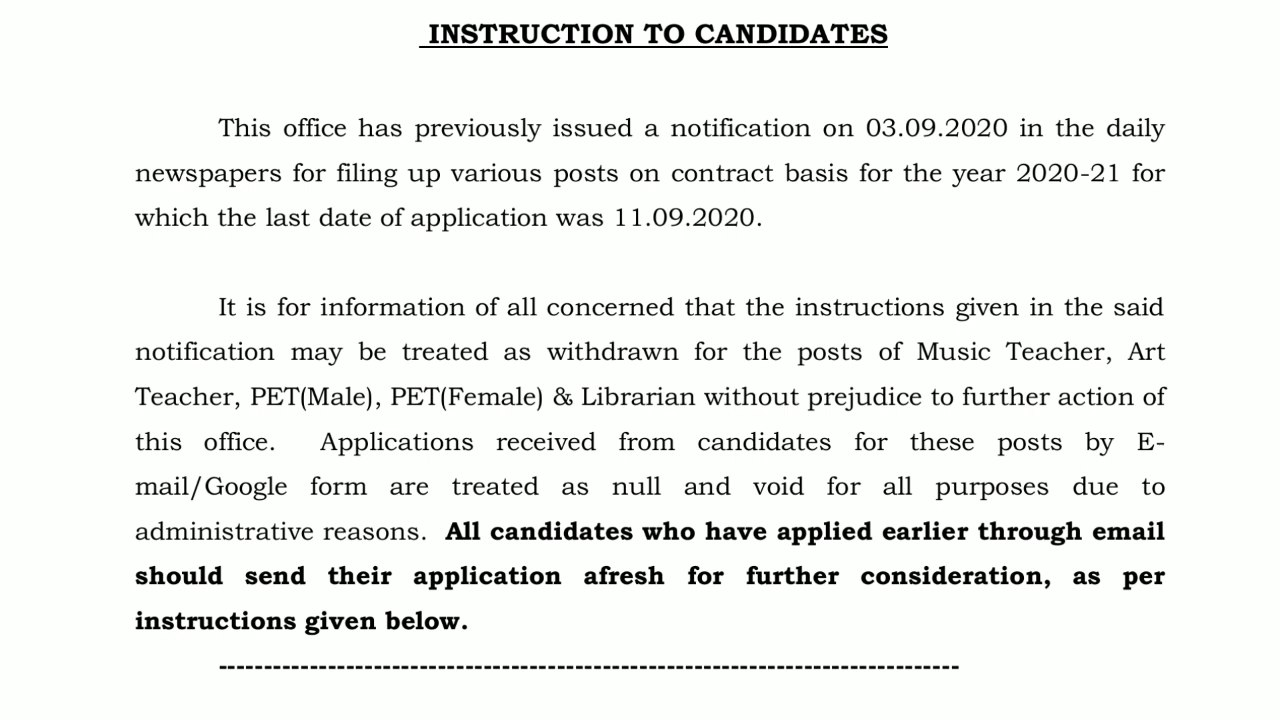 INSTRUCTION TO CANDIDATES
This office has previously issued a notification on 03.09.2020 in the daily
newspapers for filing up various posts on contract basis for the year 2020-21 for
which the last date of application was 11.09.2020.
It is for information of all concerned that the instructions given in the said
notification may be treated as withdrawn for the posts of Music Teacher, Art
Teacher, PET(Male), PET(Female) & Librarian without prejudice to further action of
this office. Applications received from candidates for these posts by E-
mail/Google form are treated as null and void for all purposes due to
administrative reasons. All candidates who have applied earlier through email
should send their application afresh for further consideration, as per
instructions given below.
---------------------------------------------------------------------------------